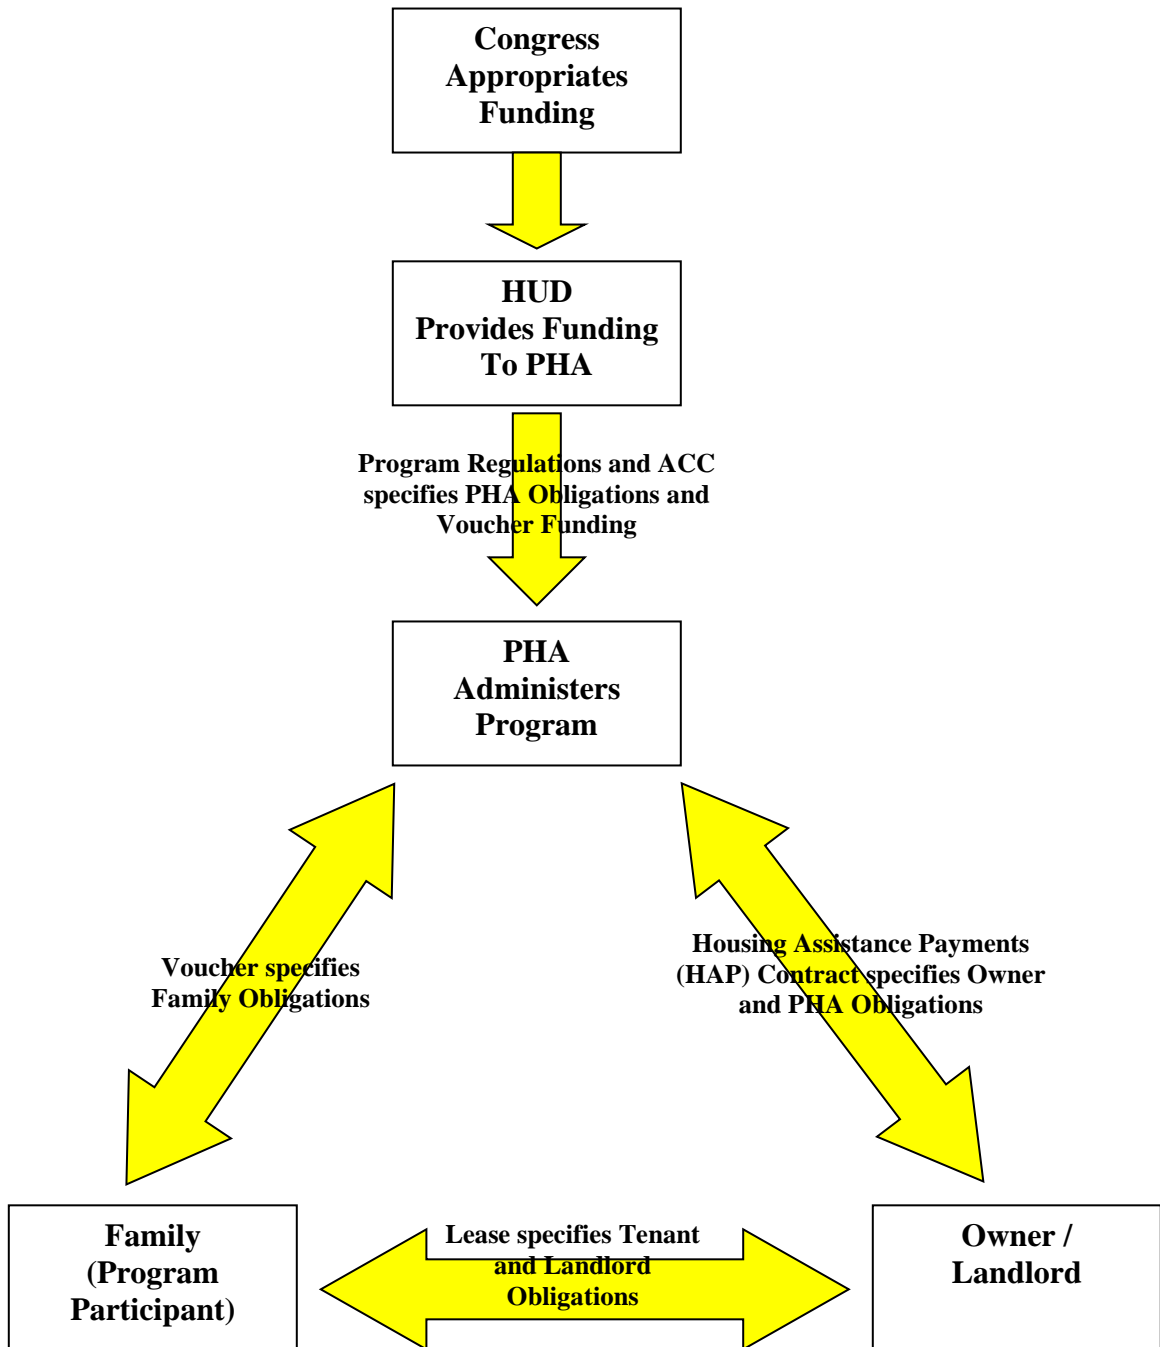 Congress
Appropriates
Funding
HUD
Provides Funding
To PHA
Program Regulations and ACC
specifies PHA Obligations and
Voucher Funding
PHA
Administers
Program
Voucher specifies
Family Obligations
Housing Assistance Payments
(HAP) Contract specifies Owner
and PHA Obligations
Family
(Program
Participant)
Lease specifies Tenant
and Landlord
Obligations
Owner /
Landlord